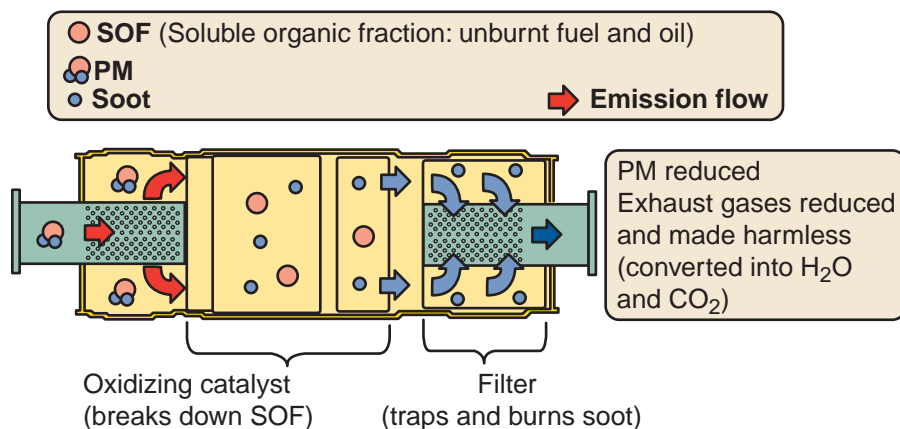 SOF (Soluble organic fraction: unburnt fuel and oil)
PM
Soot
Emission flow
PM reduced
Exhaust gases reduced
and made harmless
(converted into H₂O
and CO₂)
Oxidizing catalyst
(breaks down SOF)
Filter
(traps and burns soot)